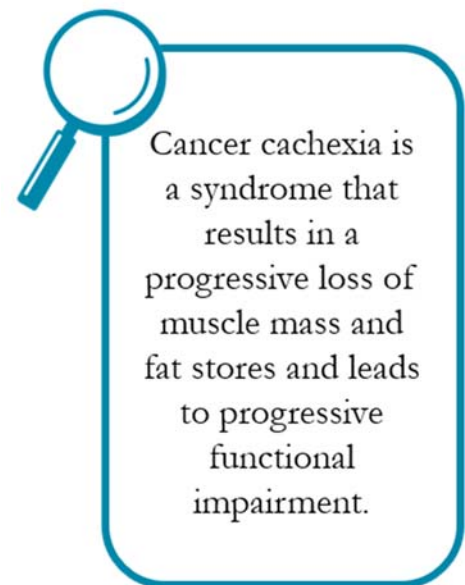 Cancer cachexia is
a syndrome that
results in a
progressive loss of
muscle mass and
fat stores and leads
to progressive
functional
impairment.